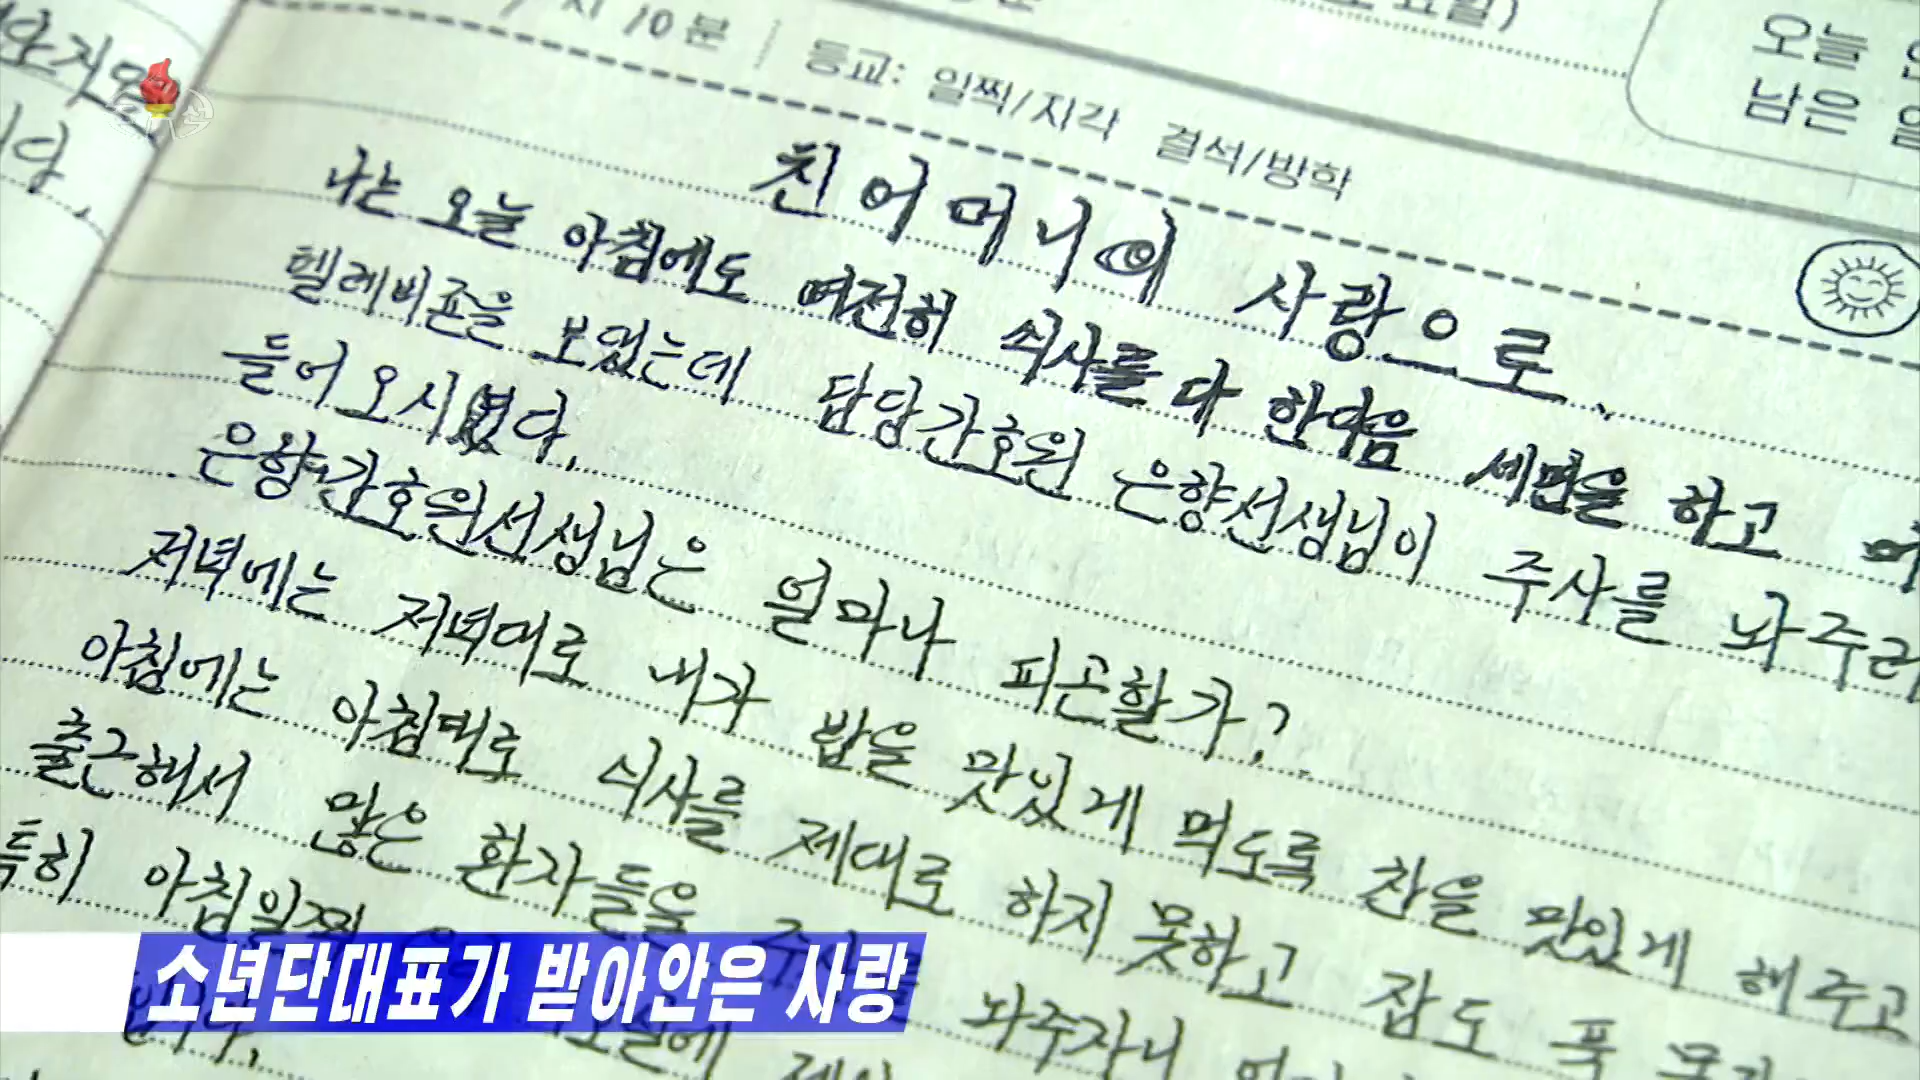 오늘
남은
시 10분
등교: 일찍/지각 결석/방학
친어머니의 사랑으로
나는 오늘 아침에도 여전히 식사를 다 한다음 세면을 하고
텔레비죤을 보았는데 담당간호원 은향선생님이 주사를 놔주러
들어오시였다.
은향간호원선생님은 얼마나 피곤할가?
저녁에는 저녁대로 내가 밥을 맛있게 먹도록 찬을 맛있게 해주고
아침에는 아침대로 식사를 제대로 하지 못하고 잠도 푹
출근해서 많은 환자들을 주사를 놔주자니
특히 아침일찍
소년단대표가 받아안은 사랑